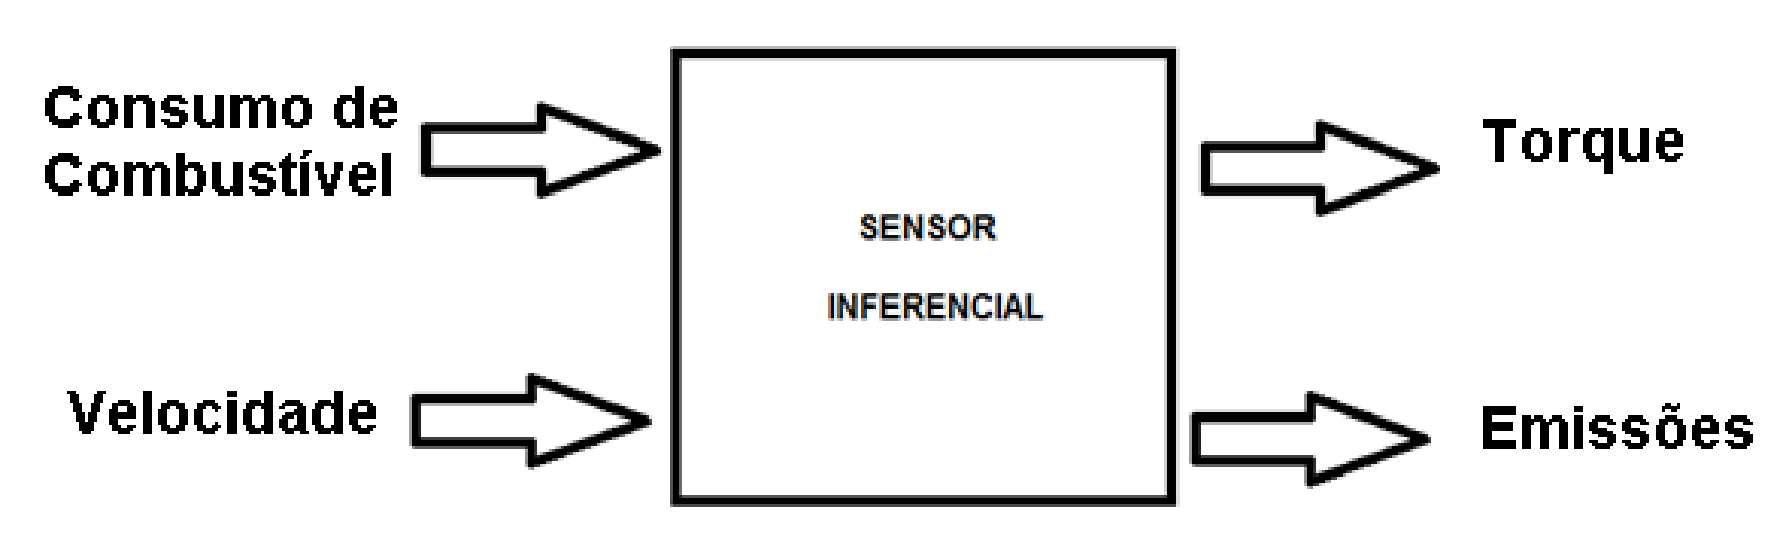 Consumo de
Combustível
Velocidade
SENSOR
INFERENCIAL
Torque
Emissões